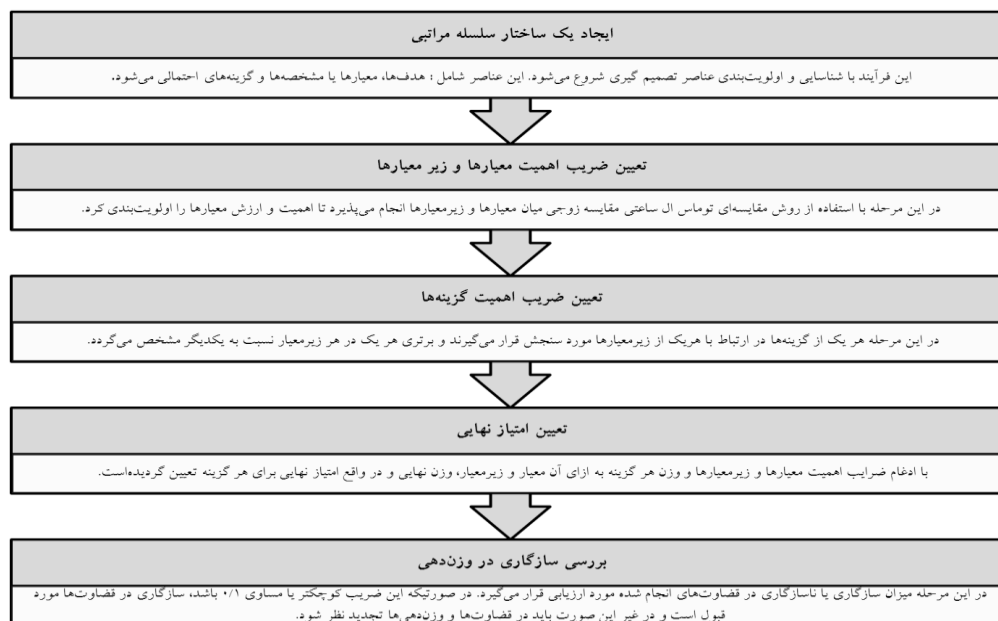 ایجاد یک ساختار سلسله مراتبی
این فرآیند با شناسایی و اولویت‌بندی عناصر تصمیم گیری شروع می‌شود. این عناصر شامل : هدف‌ها، معیارها یا مشخصه‌ها و گزینه‌های احتمالی می‌شود.
تعیین ضریب اهمیت معیارها و زیر معیارها
در این مرحله با استفاده از روش مقایسه‌ای توماس ال ساعتی مقایسه زوجی میان معیارها و زیرمعیارها انجام می‌پذیرد تا اهمیت و ارزش معیارها را اولویت‌بندی کرد.
تعیین ضریب اهمیت گزینه‌ها
در این مرحله هر یک از گزینه‌ها در ارتباط با هریک از زیرمعیارها مورد سنجش قرار می‌گیرند و برتری هر یک در هر زیرمعیار نسبت به یکدیگر مشخص می‌گردد.
تعیین امتیاز نهایی
با ادغام ضرایب اهمیت معیارها و زیرمعیارها و وزن هر گزینه به ازای آن معیار و زیرمعیار، وزن نهایی و در واقع امتیاز نهایی برای هر گزینه تعیین گردیده‌است.
بررسی سازگاری در وزن‌دهی
در این مرحله میزان سازگاری یا ناسازگاری در قضاوت‌های انجام شده مورد ارزیابی قرار می‌گیرد. در صورتیکه این ضریب کوچکتر یا مساوی ۰/۱ باشد، سازگاری در قضاوت‌ها مورد
قبول است و در غیر این صورت باید در قضاوت‌ها و وزن‌دهی‌ها تجدید نظر شود.